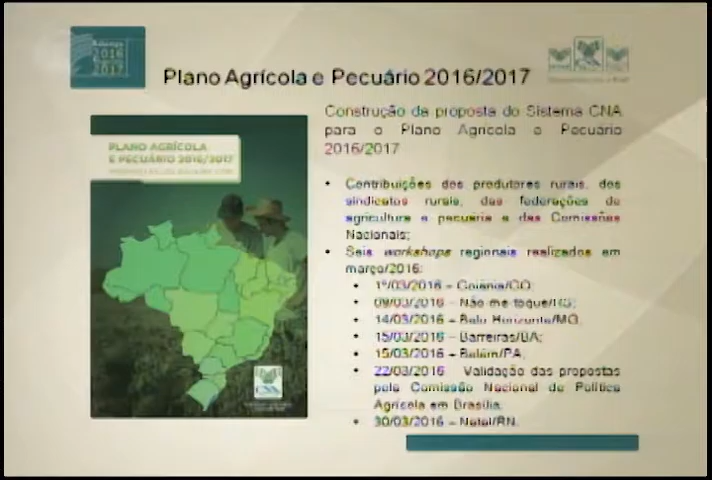 Balanço
2016
2017
Plano Agrícola e Pecuário 2016/2017
PLANO AGRÍCOLA
E PECUÁRIO 2016/2017
CNA
Construção da proposta do Sistema CNA
para o Plano Agrícola e Pecuário
2016/2017
• Contribuições dos produtores rurais, dos
sindicatos rurais, das federações de
agricultura e pecuária e das Comissões
Nacionais;
• Seis workshops regionais realizados em
março/2016:
• 1º/03/2016 – Goiânia/GO;
• 09/03/2016 – Não me toque/RS;
• 14/03/2016 – Belo Horizonte/MG;
• 15/03/2016 – Barreiras/BA;
• 15/03/2016 – Belém/PA;
• 22/03/2016 Validação das propostas
pela Comissão Nacional de Política
Agrícola em Brasília;
• 30/03/2016 – Natal/RN.